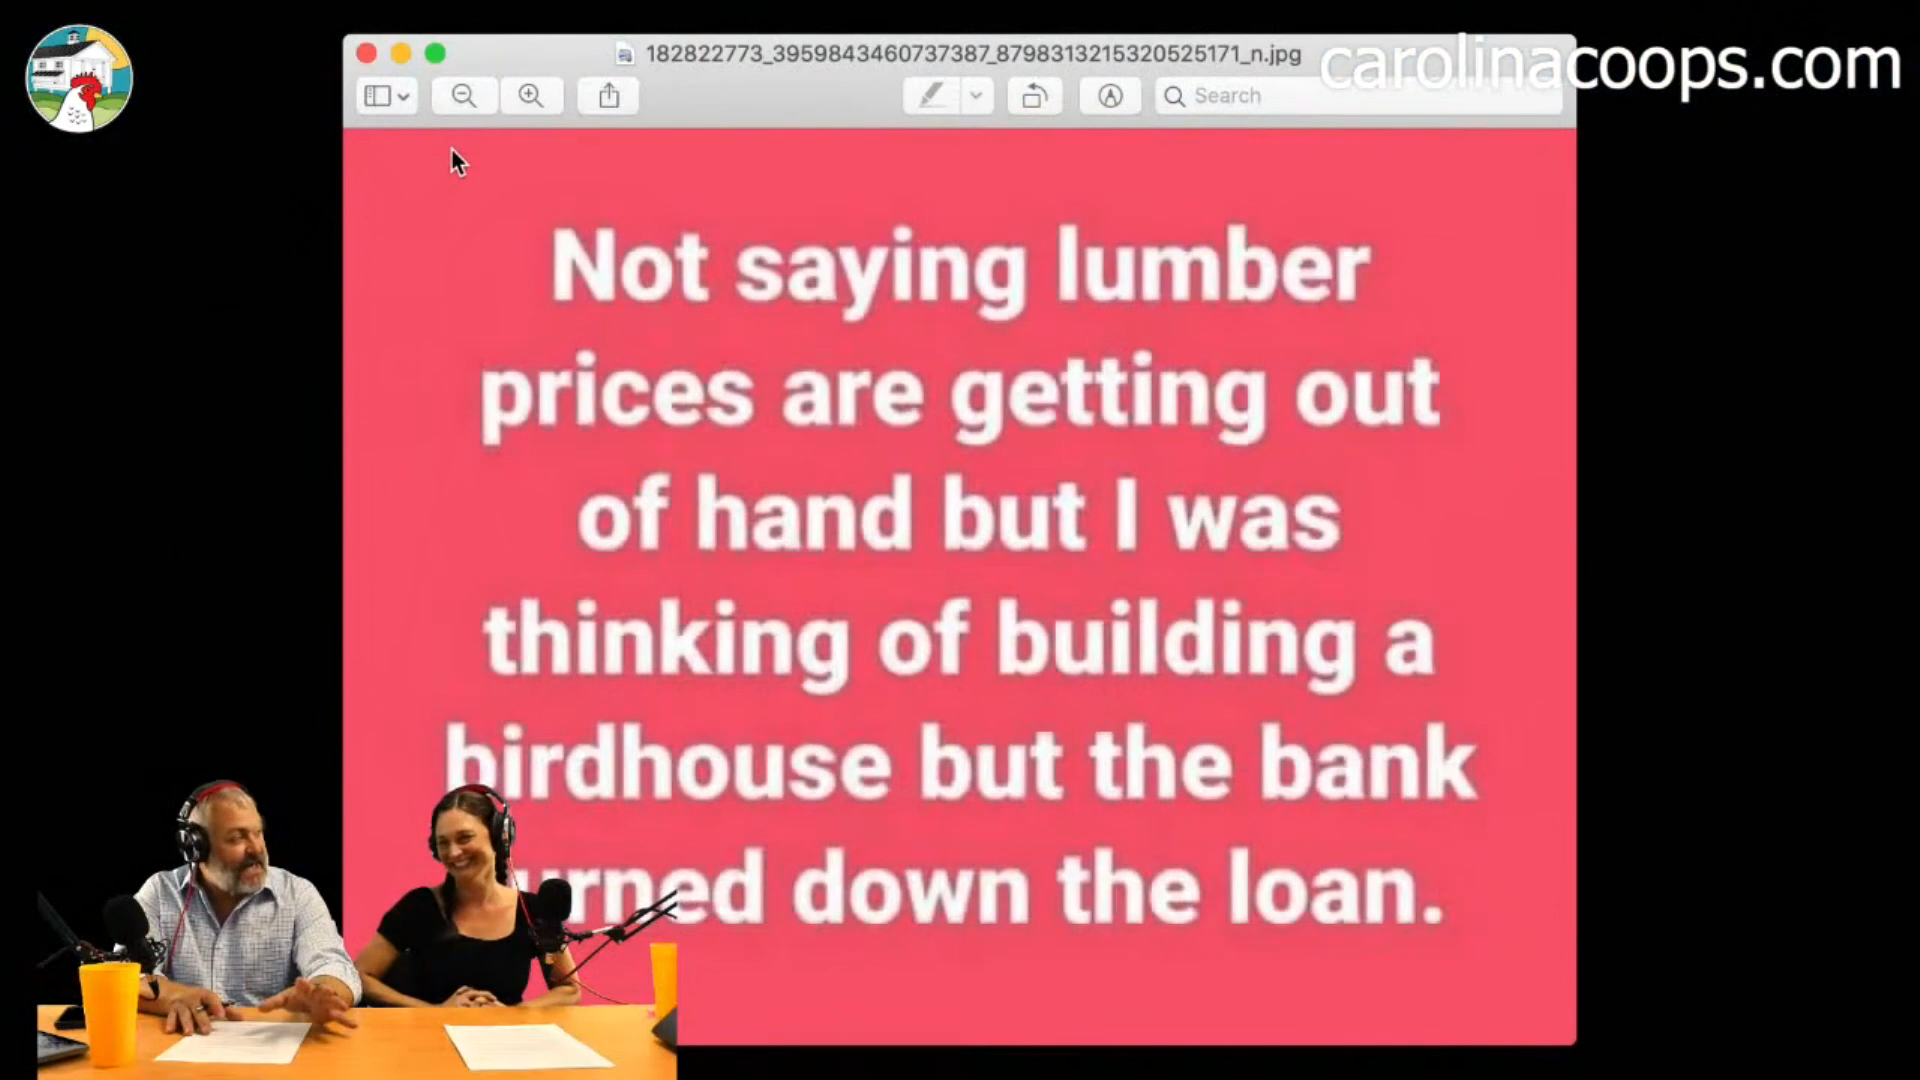 182822773_3959843460737387_8798313215320525171_n.jpg
carolinacoops.com
Search
Not saying lumber
prices are getting out
of hand but I was
thinking of building a
birdhouse but the bank
urned down the loan.